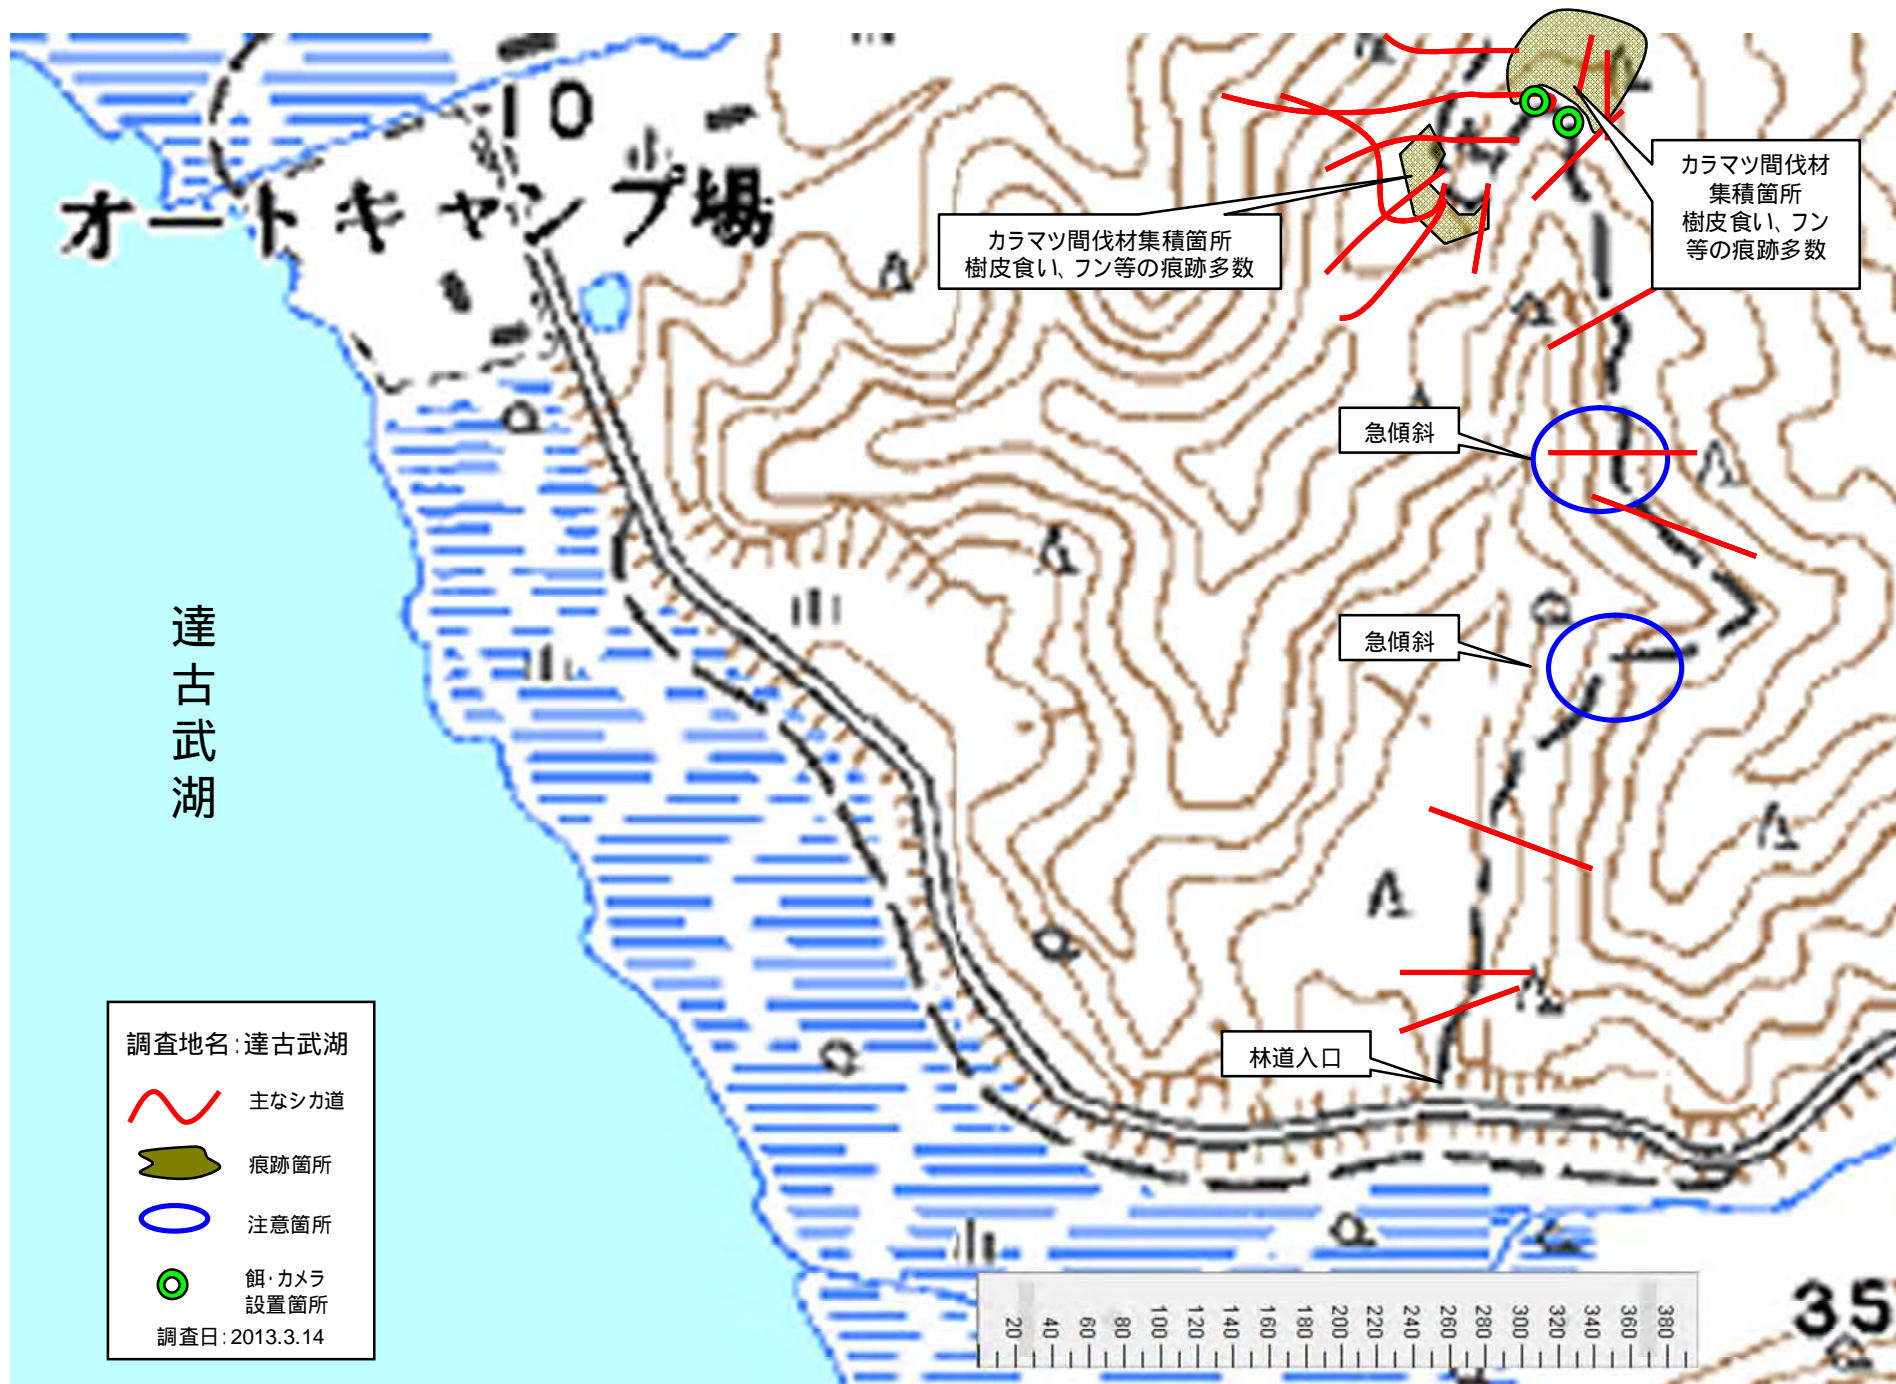 10
オートキャンプ場
カラマツ間伐材集積箇所
樹皮食い、フン等の痕跡多数
カラマツ間伐材
集積箇所
樹皮食い、フン
等の痕跡多数
急傾斜
急傾斜
達古武湖
林道入口
調査地名:達古武湖
主なシカ道
痕跡箇所
注意箇所
餌・カメラ
設置箇所
調査日:2013.3.14
20 40 60 80 100 120 140 160 180 200 220 240 260 280 300 320 340 360 380
35